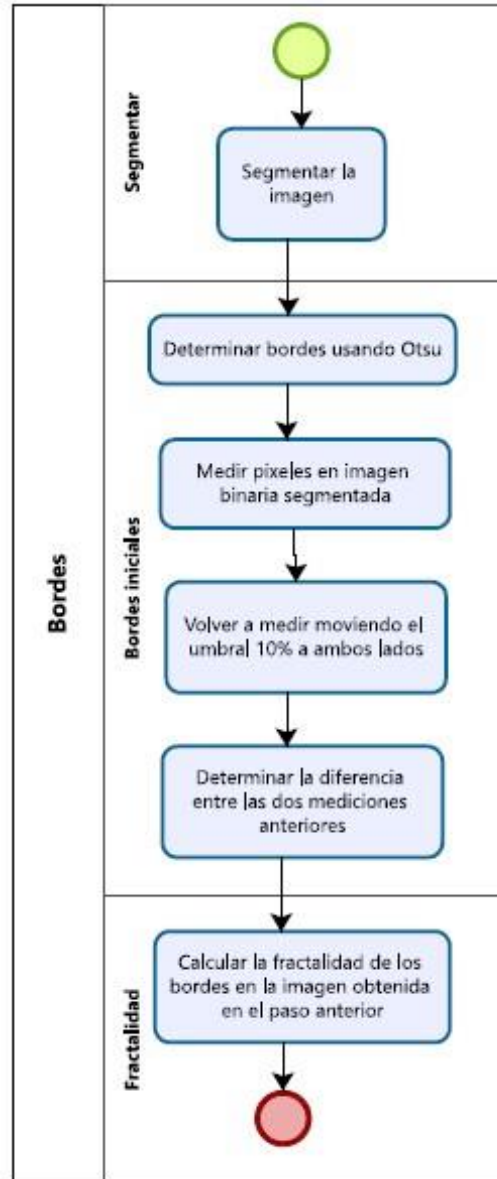 Bordes
Segmentar
Segmentar la
imagen
Bordes iniciales
Determinar bordes usando Otsu
Medir pixeles en imagen
binaria segmentada
Volver a medir moviendo el
umbral 10% a ambos lados
Determinar la diferencia
entre las dos mediciones
anteriores
Fractalidad
Calcular la fractalidad de los
bordes en la imagen obtenida
en el paso anterior